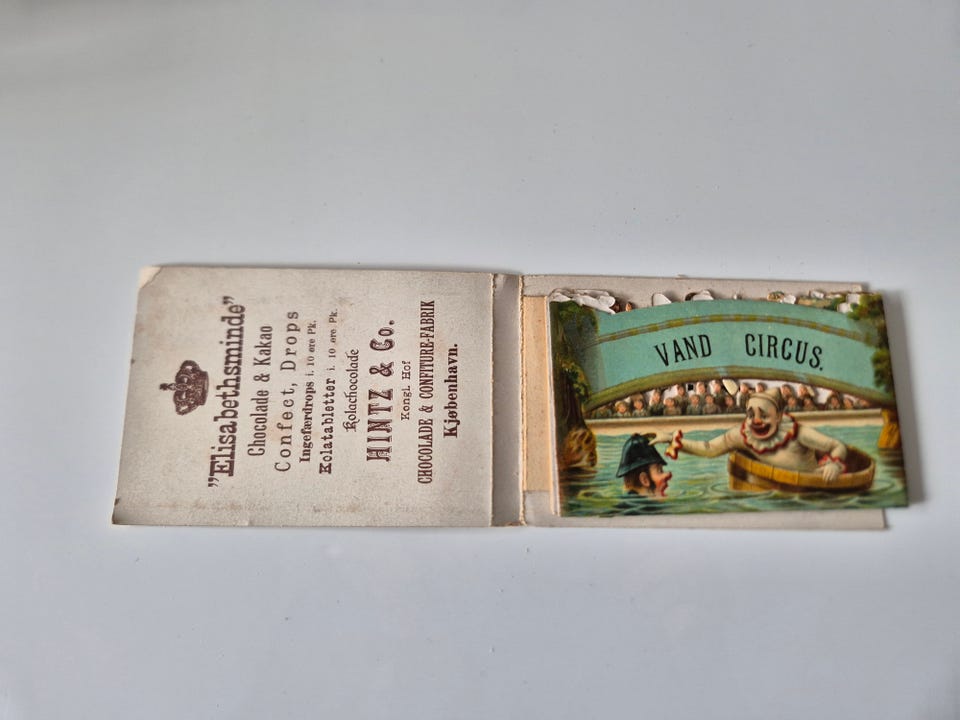 "Elisabethsminde"
Chocolade & Kakao
Confect, Drops
Ingefærdrops i. 10 øre Pk.
Kolatabletter i. 10 øre Pk.
Kolachocolade
HINTZ & Co.
Kongl. Hof
CHOCOLADE & CONFITURE-FABRIK
Kjøbenhavn.
VAND CIRCUS.